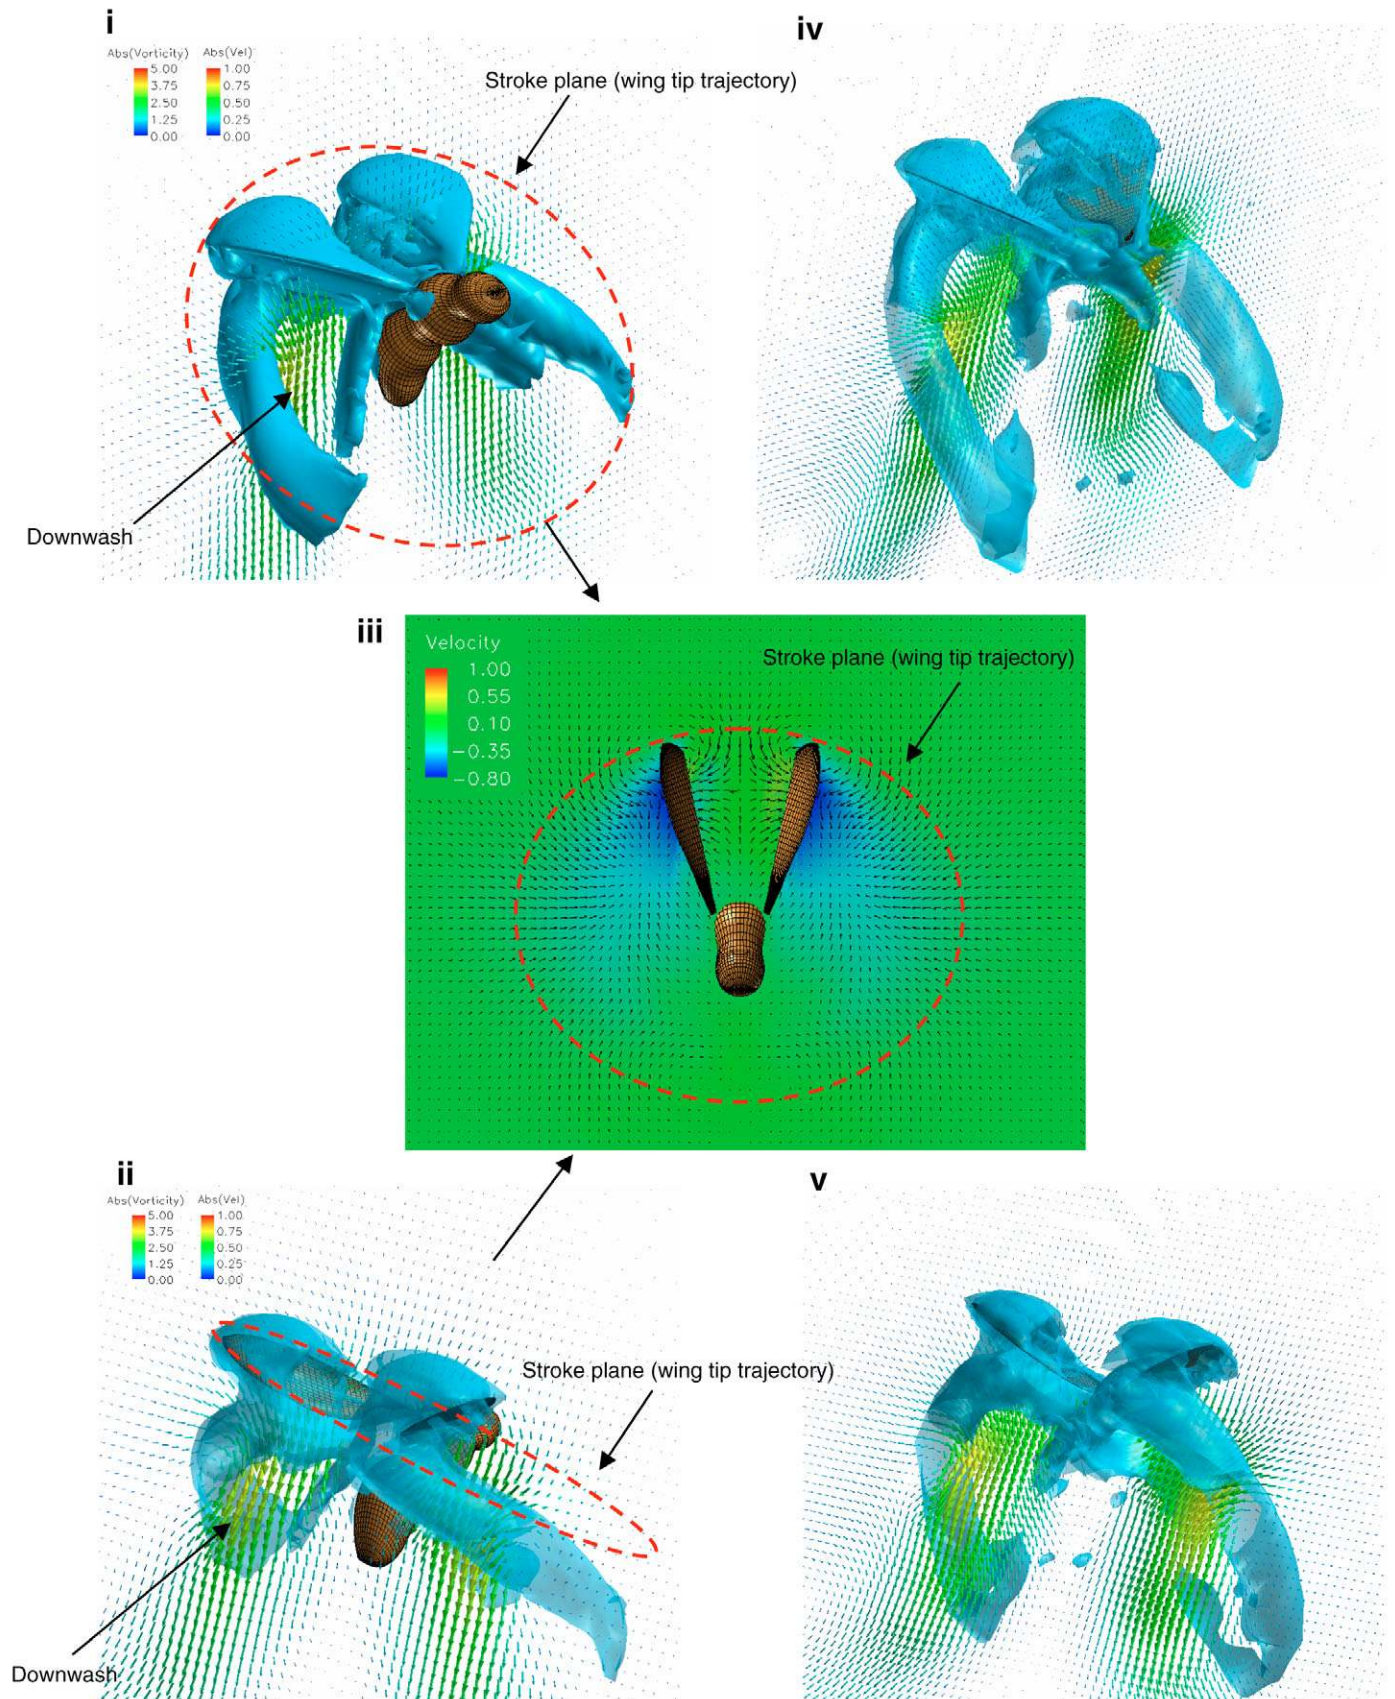 i
iv
Abs(Vorticity) Abs(Vel)
5.00 1.00
3.75 0.75
2.50 0.50
1.25 0.25
0.00 0.00
Stroke plane (wing tip trajectory)
Downwash
iii
Velocity
1.00
0.55
0.10
−0.35
−0.80
Stroke plane (wing tip trajectory)
ii
v
Abs(Vorticity) Abs(Vel)
5.00 1.00
3.75 0.75
2.50 0.50
1.25 0.25
0.00 0.00
Stroke plane (wing tip trajectory)
Downwash